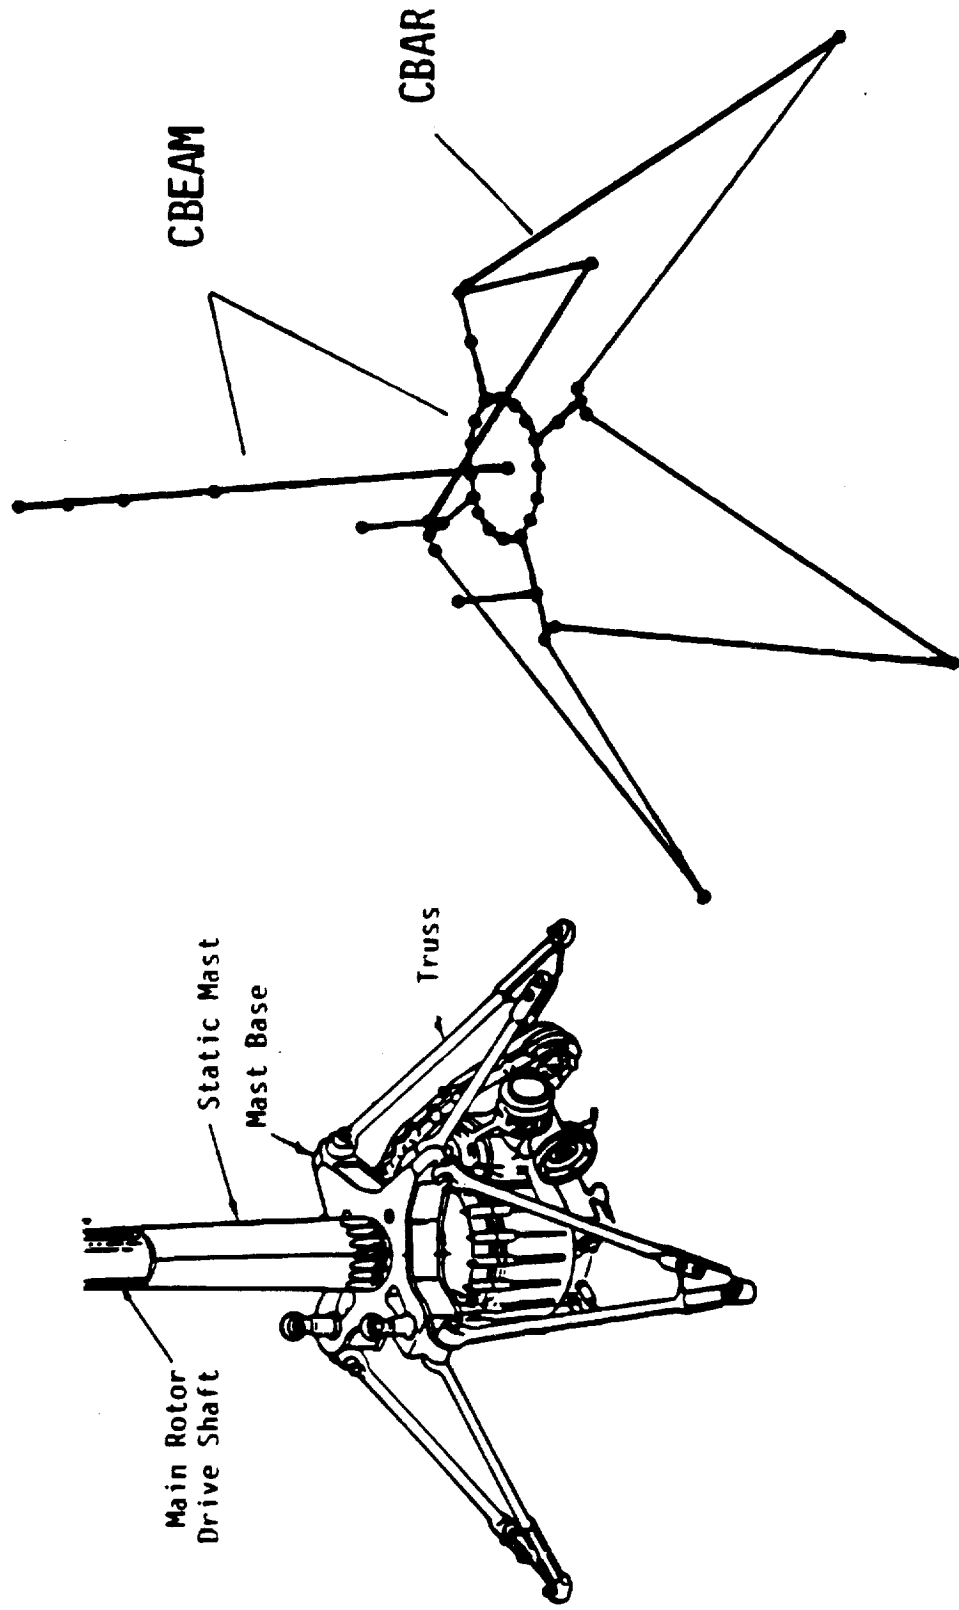 CBEAM
CBAR
Static Mast
Mast Base
Truss
Main Rotor
Drive Shaft